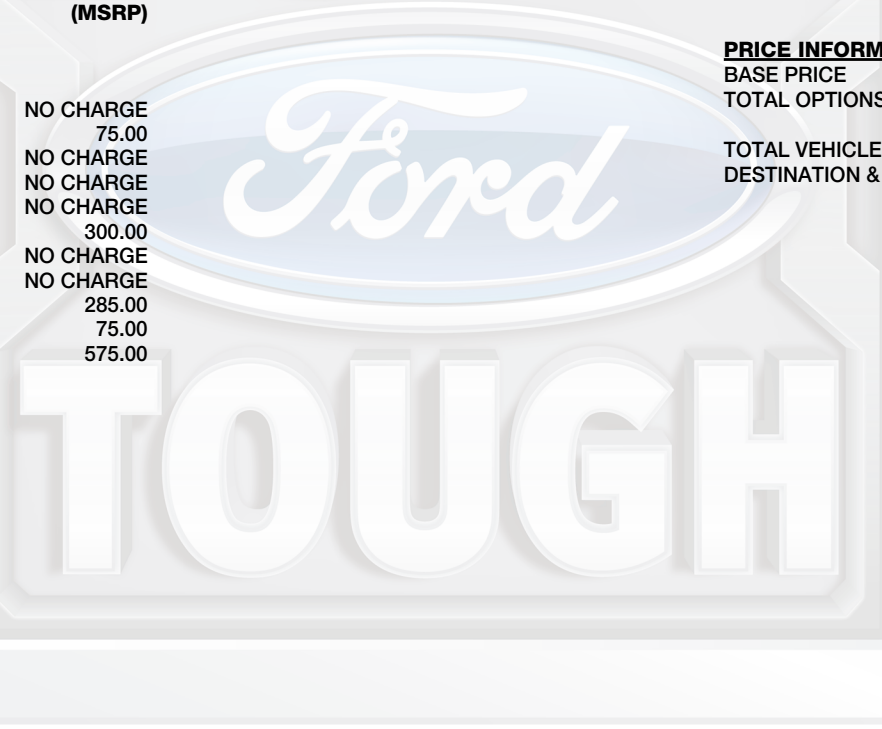 (MSRP)
NO CHARGE
75.00
NO CHARGE
NO CHARGE
NO CHARGE
300.00
NO CHARGE
NO CHARGE
285.00
75.00
575.00
PRICE INFORM
BASE PRICE
TOTAL OPTIONS
TOTAL VEHICLE
DESTINATION &
Ford
TOUGH